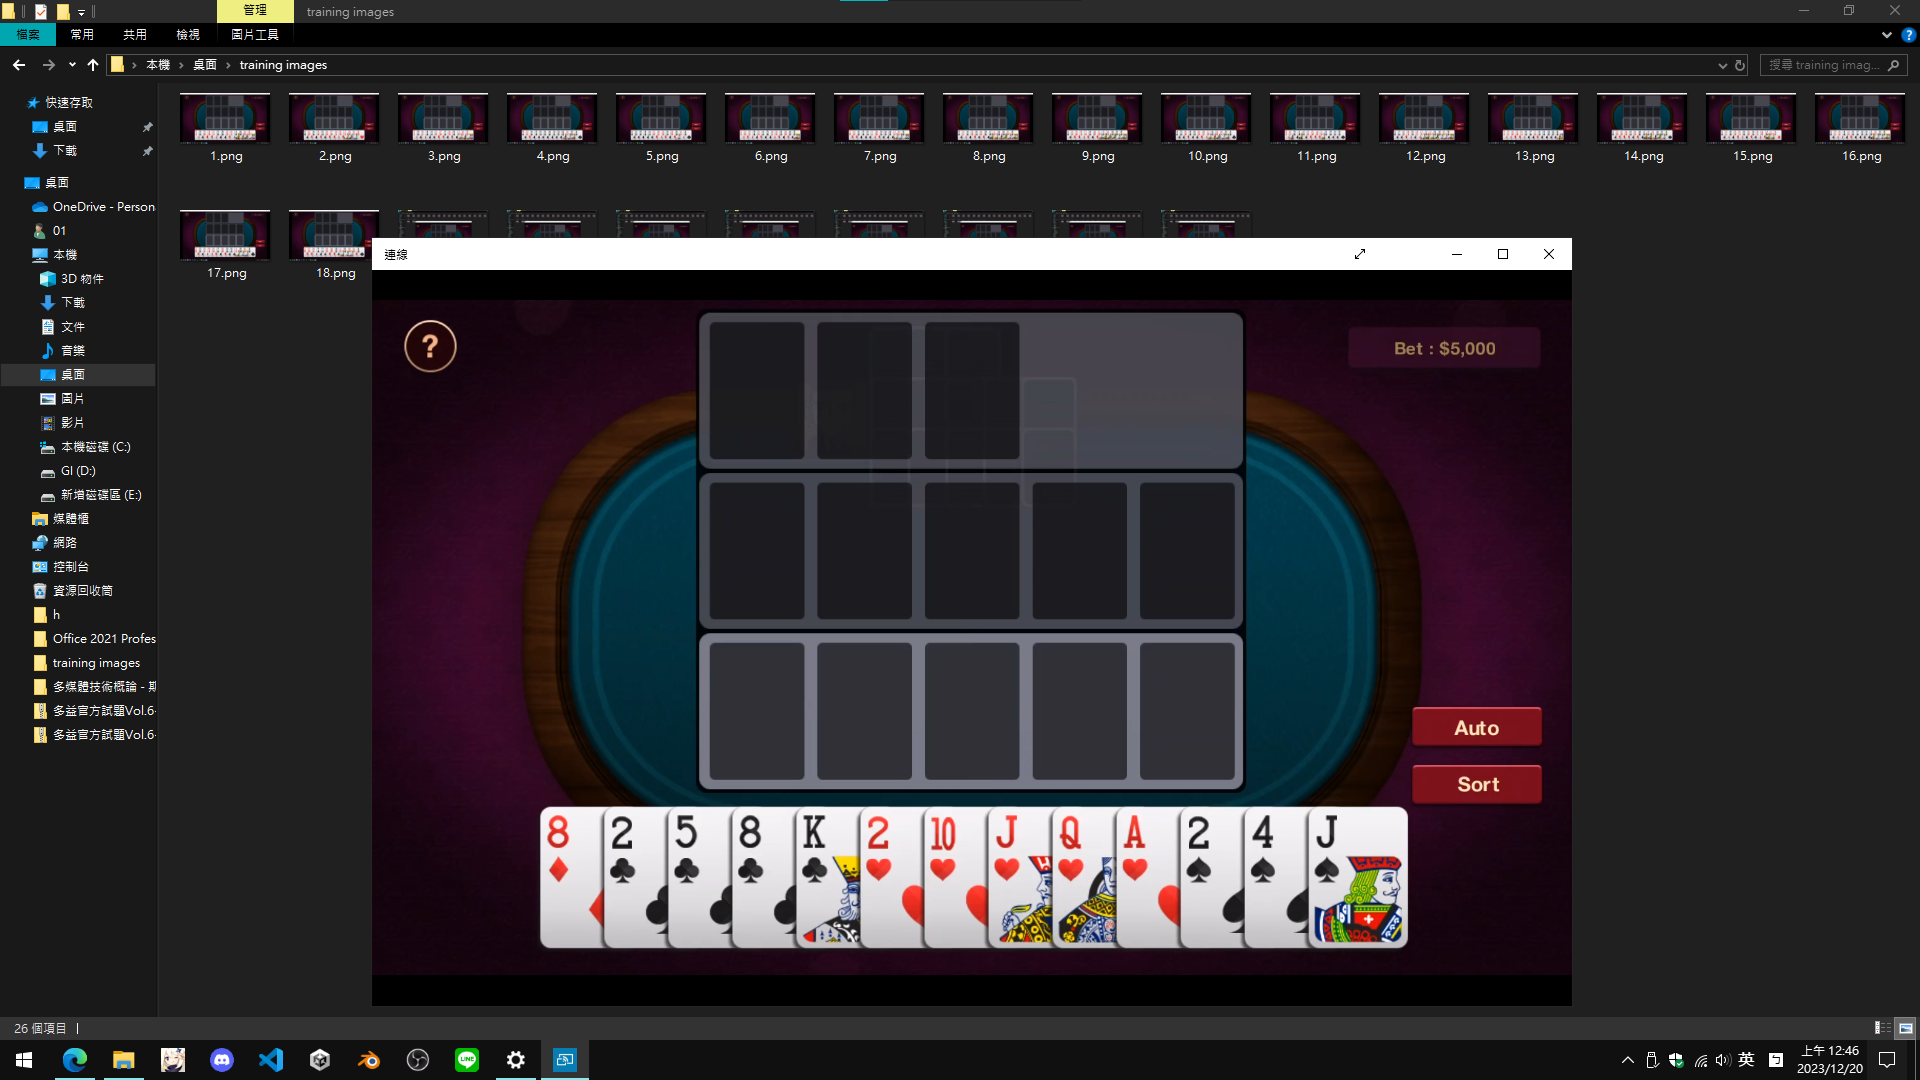 管理
training images
檔案
常用
共用
檢視
圖片工具
本機 › 桌面 › training images
搜尋 training imag...
快速存取
桌面
下載
桌面
OneDrive - Person
01
本機
3D 物件
下載
文件
音樂
桌面
圖片
影片
本機磁碟 (C:)
GI (D:)
新增磁碟區 (E:)
媒體櫃
網路
控制台
資源回收筒
h
Office 2021 Profes
training images
多媒體技術概論 - 期
多益官方試題Vol.6-
多益官方試題Vol.6-
1.png
2.png
3.png
4.png
5.png
6.png
7.png
8.png
9.png
10.png
11.png
12.png
13.png
14.png
15.png
16.png
17.png
18.png
連線
?
Bet : $5,000
Auto
Sort
8
2
5
8
K
2
10
J
Q
A
2
4
J
26 個項目
LINE
英
上午 12:46
2023/12/20